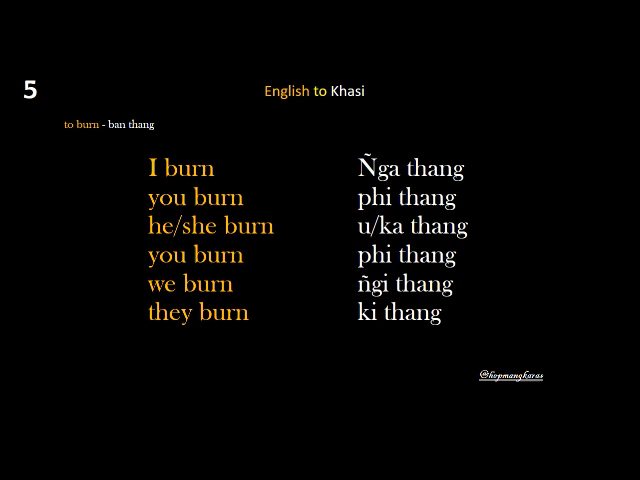 5
English to Khasi
to burn - ban thang
I burn Ñga thang
you burn phi thang
he/she burn u/ka thang
you burn phi thang
we burn ñgi thang
they burn ki thang
@hopmangkaras